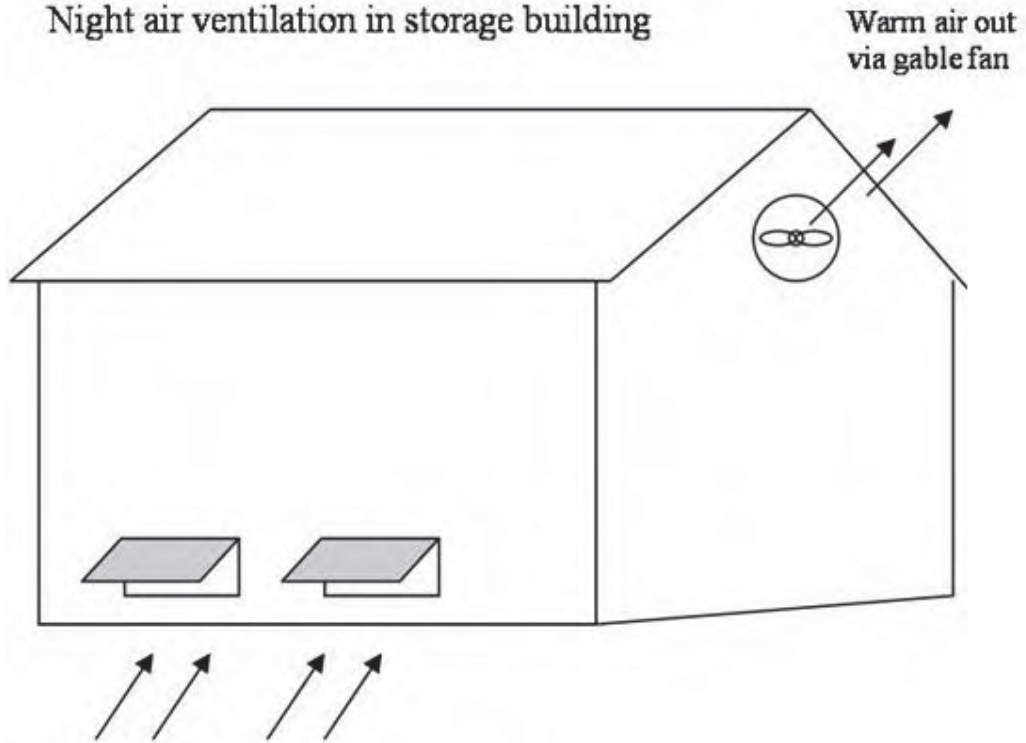 Night air ventilation in storage building
Warm air out
via gable fan